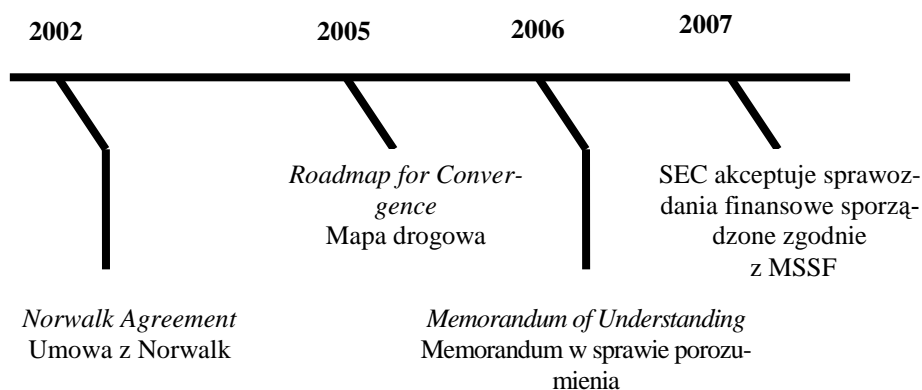 2002
2005
2006
2007
Roadmap for Conver-
gence
Mapa drogowa
SEC akceptuje sprawoz-
dania finansowe sporzą-
dzone zgodnie
z MSSF
Norwalk Agreement
Umowa z Norwalk
Memorandum of Understanding
Memorandum w sprawie porozu-
mienia